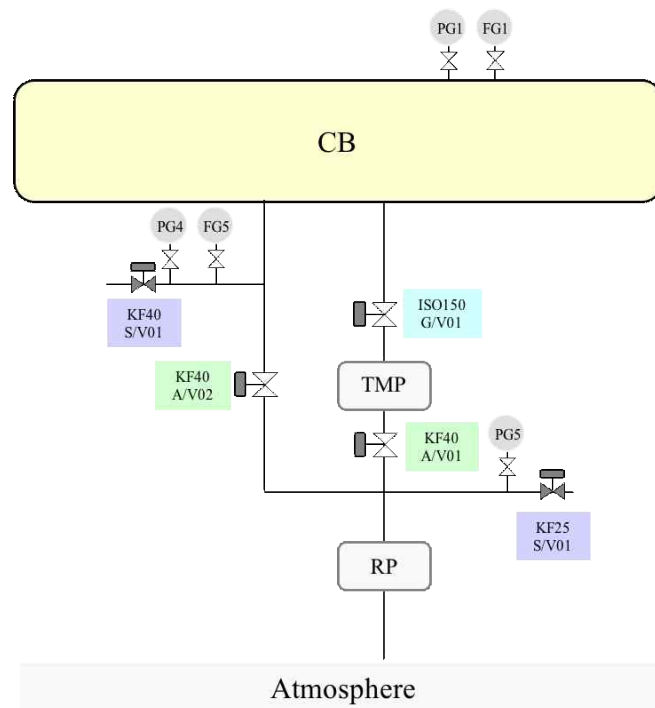 PG1 FG1
CB
PG4 FG5
KF40
S/V01
ISO150
G/V01
KF40
A/V02
TMP
KF40
A/V01
PG5
KF25
S/V01
RP
Atmosphere